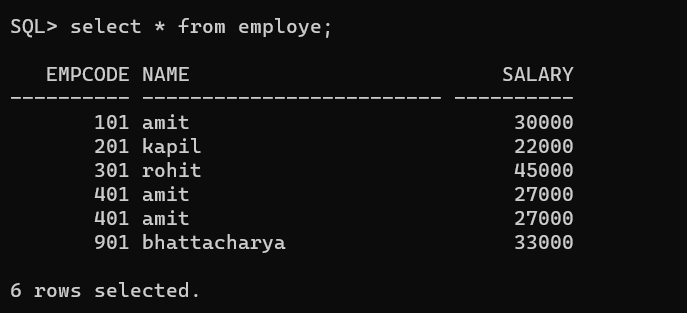 SQL> select * from employe;
   EMPCODE NAME                          SALARY
---------- ------------------------- ----------
       101 amit                           30000
       201 kapil                          22000
       301 rohit                          45000
       401 amit                           27000
       401 amit                           27000
       901 bhattacharya                   33000
6 rows selected.